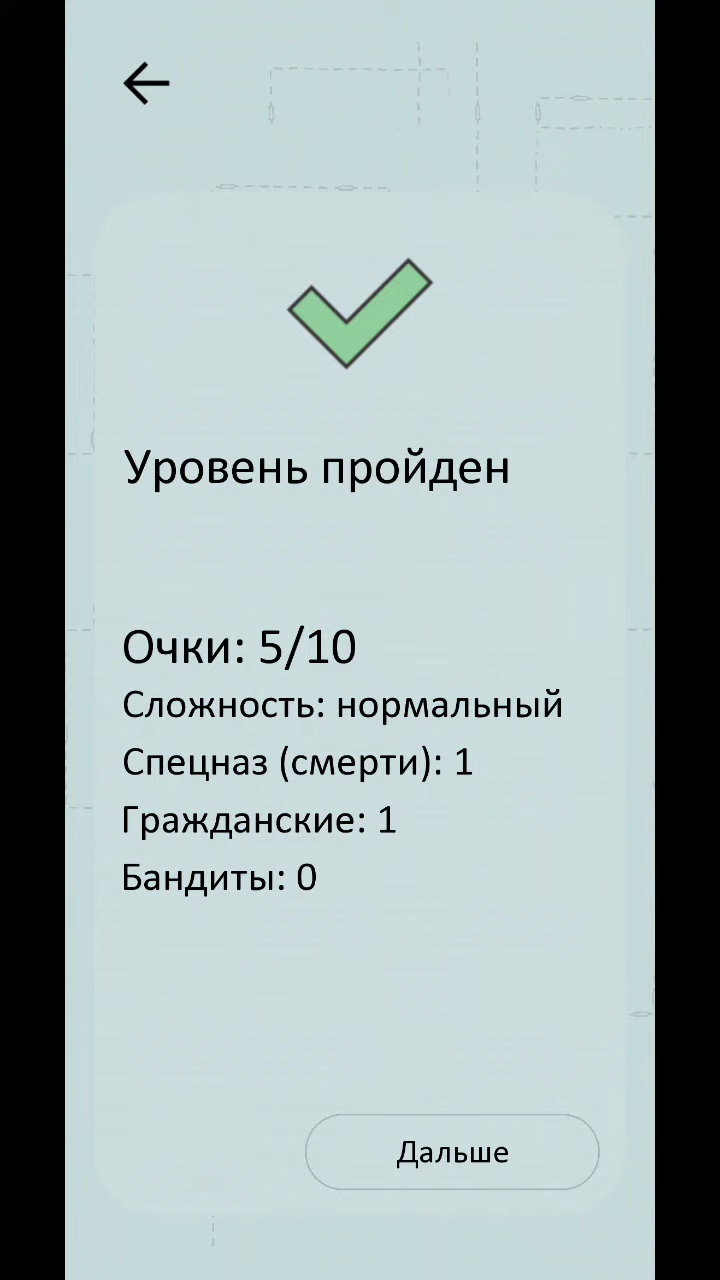 Уровень пройден
Очки: 5/10
Сложность: нормальный
Спецназ (смерти): 1
Гражданские: 1
Бандиты: 0
Дальше